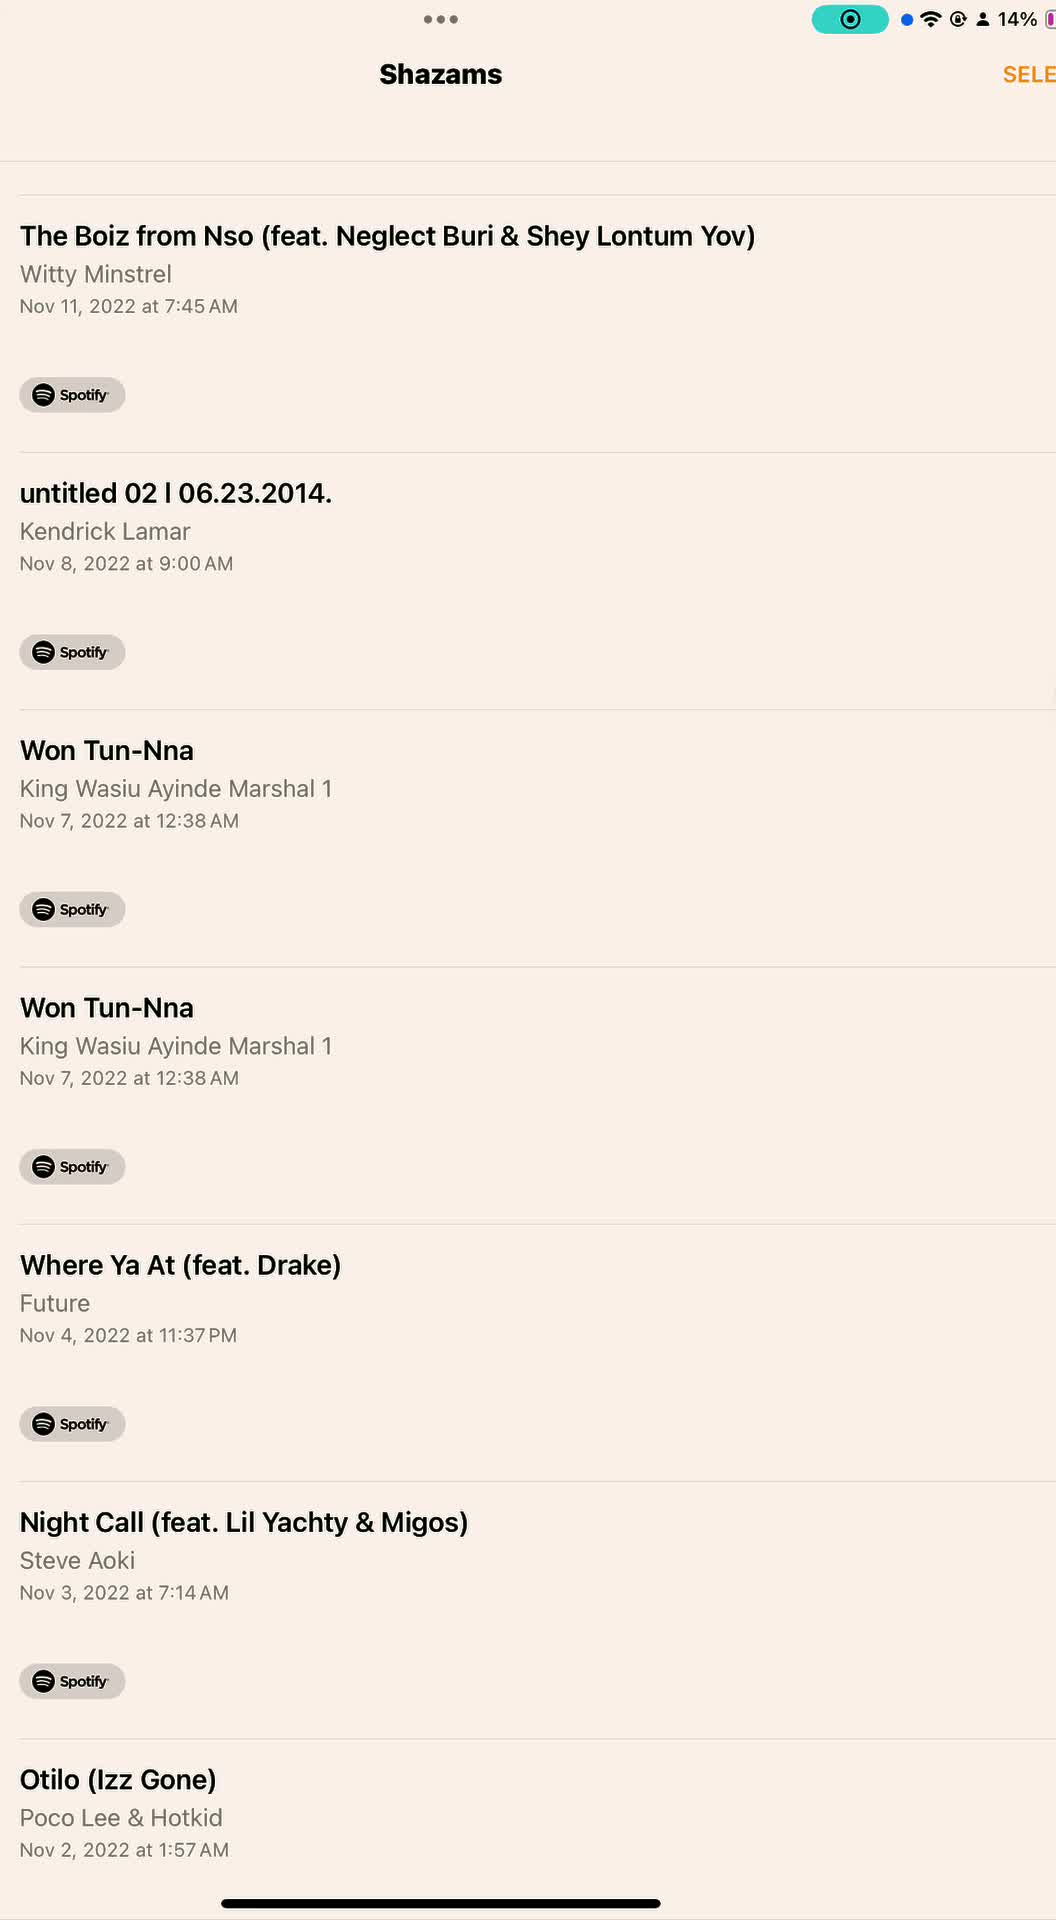 14%
Shazams
SELE
The Boiz from Nso (feat. Neglect Buri & Shey Lontum Yov)
Witty Minstrel
Nov 11, 2022 at 7:45 AM
Spotify
untitled 02 l 06.23.2014.
Kendrick Lamar
Nov 8, 2022 at 9:00 AM
Spotify
Won Tun-Nna
King Wasiu Ayinde Marshal 1
Nov 7, 2022 at 12:38 AM
Spotify
Won Tun-Nna
King Wasiu Ayinde Marshal 1
Nov 7, 2022 at 12:38 AM
Spotify
Where Ya At (feat. Drake)
Future
Nov 4, 2022 at 11:37 PM
Spotify
Night Call (feat. Lil Yachty & Migos)
Steve Aoki
Nov 3, 2022 at 7:14 AM
Spotify
Otilo (Izz Gone)
Poco Lee & Hotkid
Nov 2, 2022 at 1:57 AM